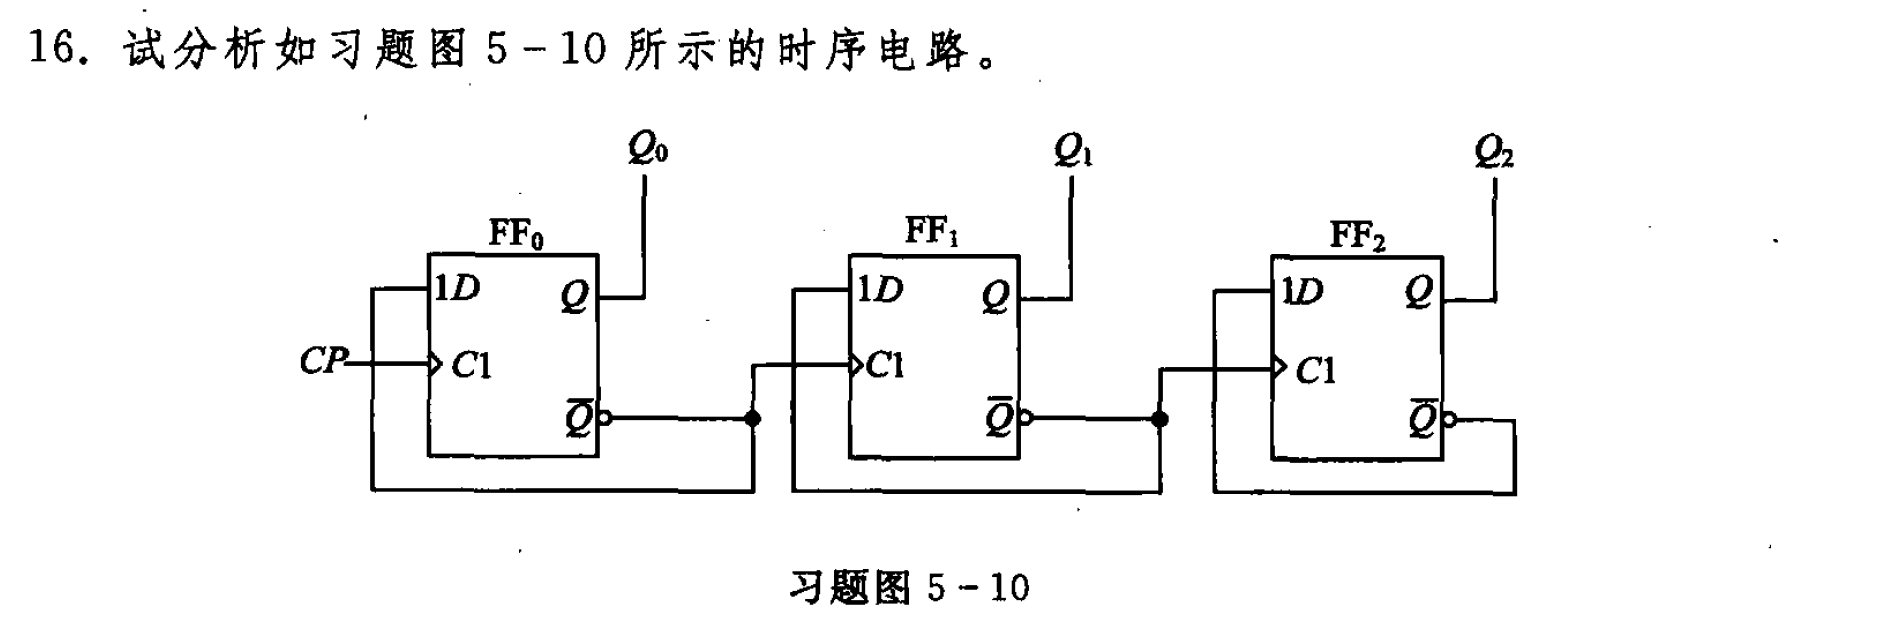 16. 试分析如习题图 5-10 所示的时序电路。
Q₀ Q₁ Q₂
FF₀ FF₁ FF₂
1D Q 1D Q 1D Q
CP C1 C1 C1
Q̅ Q̅ Q̅
习题图 5-10